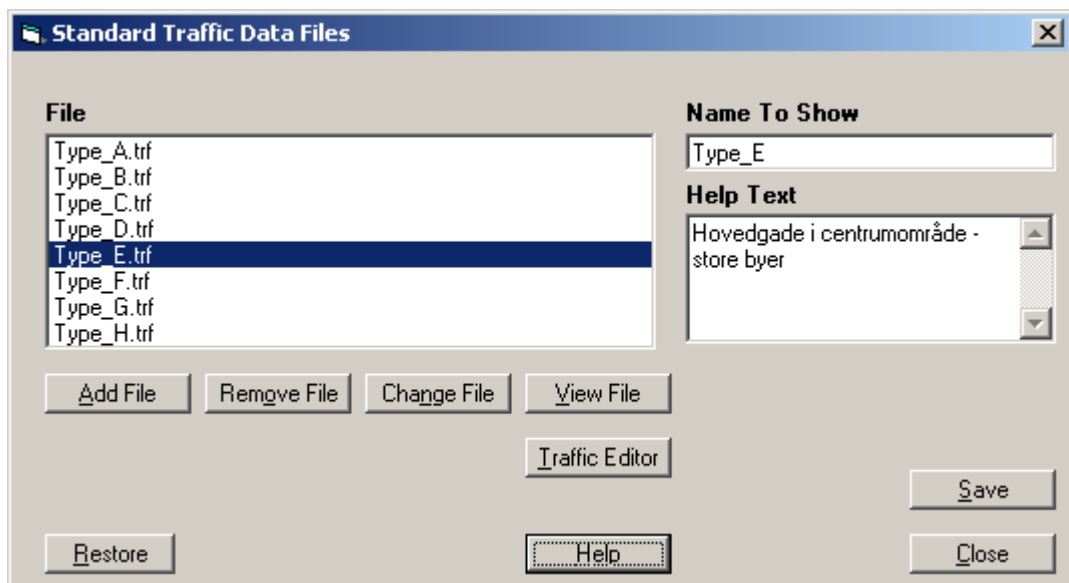 Standard Traffic Data Files
File
Type_A.trf
Type_B.trf
Type_C.trf
Type_D.trf
Type_E.trf
Type_F.trf
Type_G.trf
Type_H.trf
Name To Show
Type_E
Help Text
Hovedgade i centrumområde -
store byer
Add File
Remove File
Change File
View File
Traffic Editor
Save
Restore
Help
Close